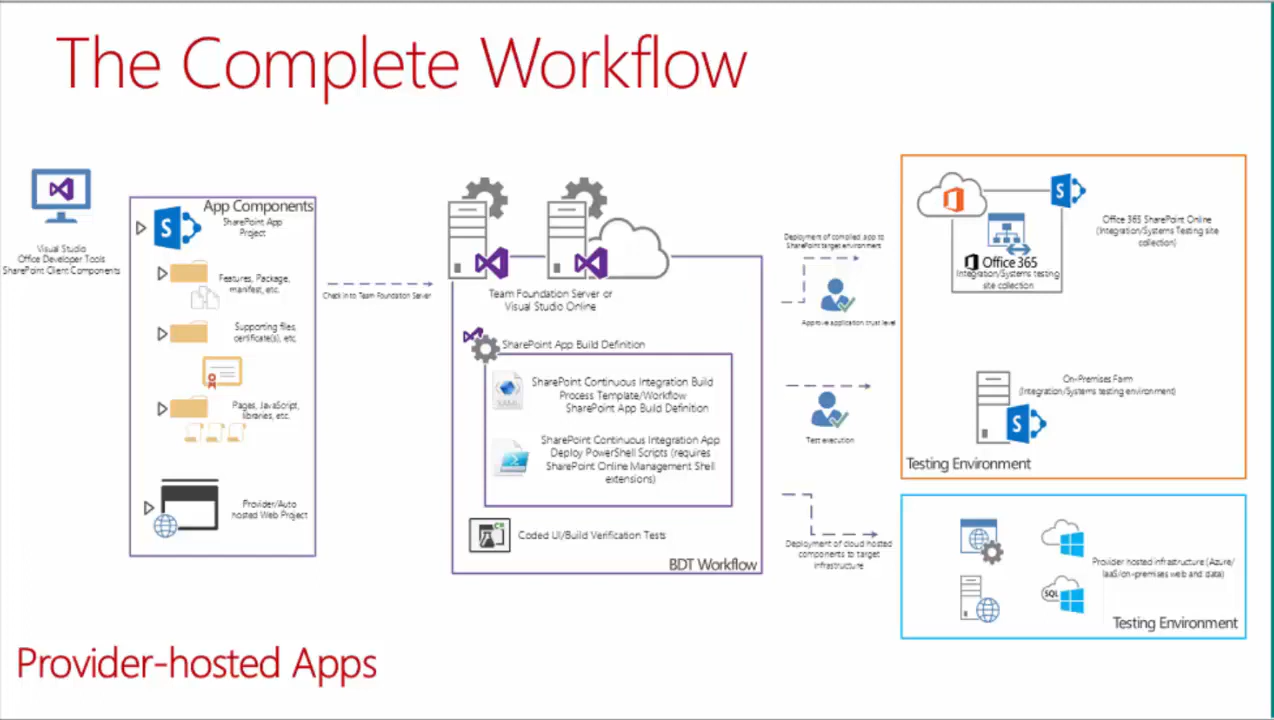 The Complete Workflow
Visual Studio
Office Developer Tools
SharePoint Client Components
App Components
SharePoint App
Project
Features, Package,
manifest, etc.
Supporting files,
certificate(s), etc.
Pages, JavaScript,
libraries, etc.
Provider/Auto
hosted Web Project
Check in to Team Foundation Server
Team Foundation Server or
Visual Studio Online
SharePoint App Build Definition
XAML
SharePoint Continuous Integration Build
Process Template/Workflow
SharePoint App Build Definition
SharePoint Continuous Integration App
Deploy PowerShell Scripts (requires
SharePoint Online Management Shell
extensions)
Coded UI/Build Verification Tests
BDT Workflow
Deployment of compiled app to
SharePoint target environment
Approve application trust level
Test execution
Deployment of cloud hosted
components to target
infrastructure
Office 365 SharePoint Online
(Integration/Systems Testing site
collection)
Office 365
Integration/Systems testing
site collection
On-Premises Farm
(Integration/Systems testing environment)
Testing Environment
Provider hosted infrastructure (Azure/
IaaS/on-premises web and data)
SQL
Testing Environment
Provider-hosted Apps